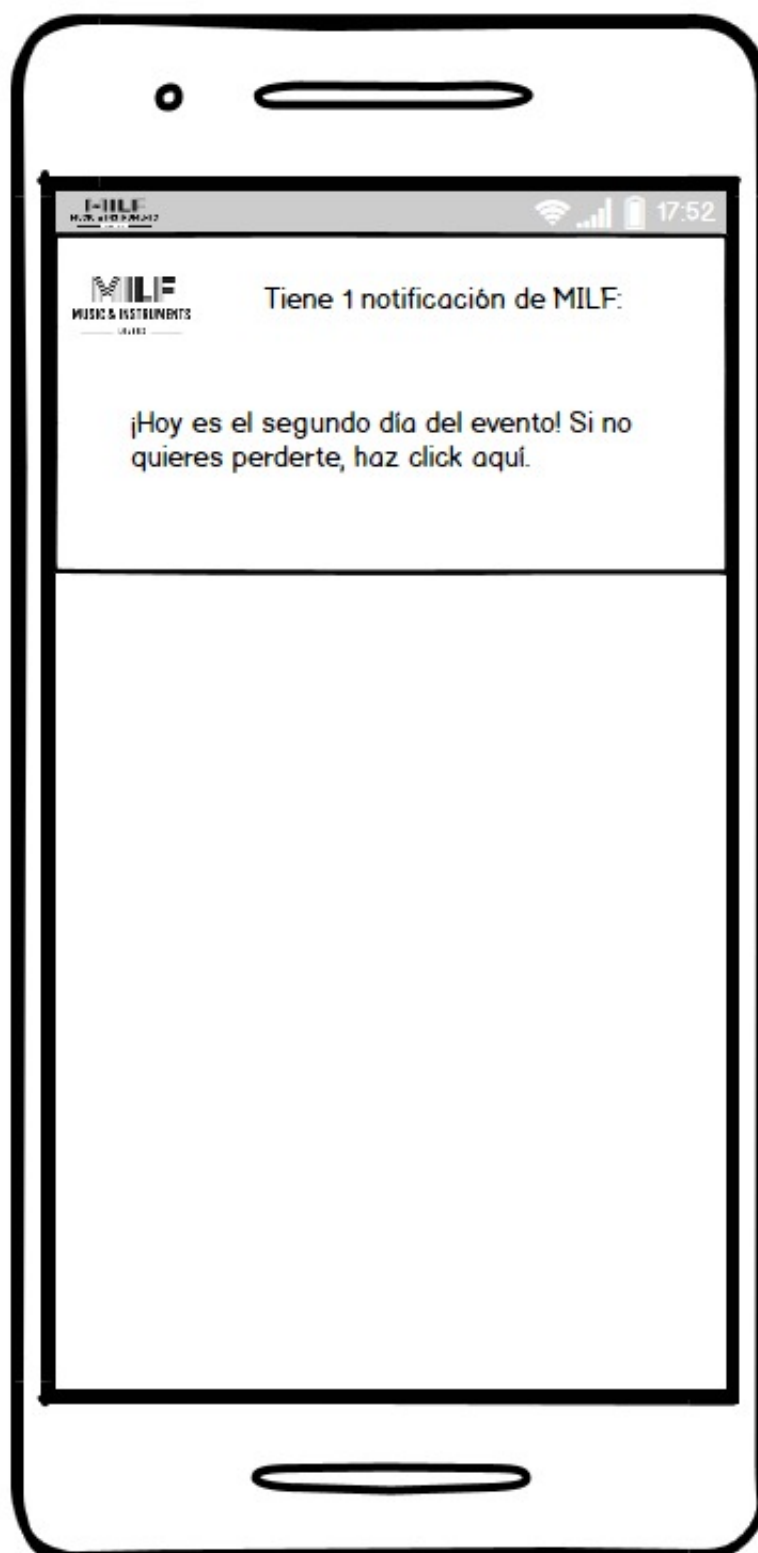 MILF
17:52
MILF
MUSIC & INSTRUMENTS
Tiene 1 notificación de MILF:
¡Hoy es el segundo día del evento! Si no
quieres perderte, haz click aquí.